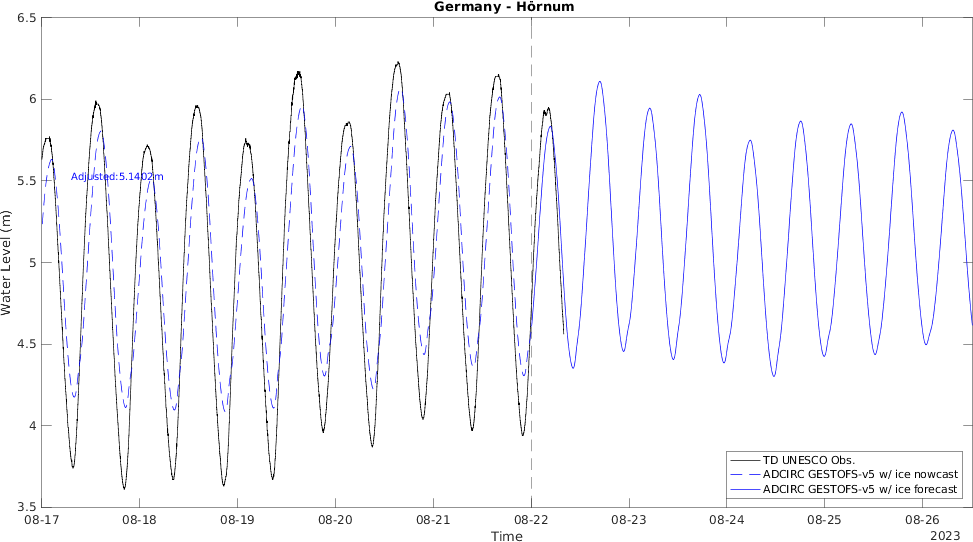 Germany - Hörnum
6.5
6
5.5
5
4.5
4
3.5
Water Level (m)
Adjusted:5.1402m
TD UNESCO Obs.
ADCIRC GESTOFS-v5 w/ ice nowcast
ADCIRC GESTOFS-v5 w/ ice forecast
08-17 08-18 08-19 08-20 08-21 08-22 08-23 08-24 08-25 08-26
Time
2023